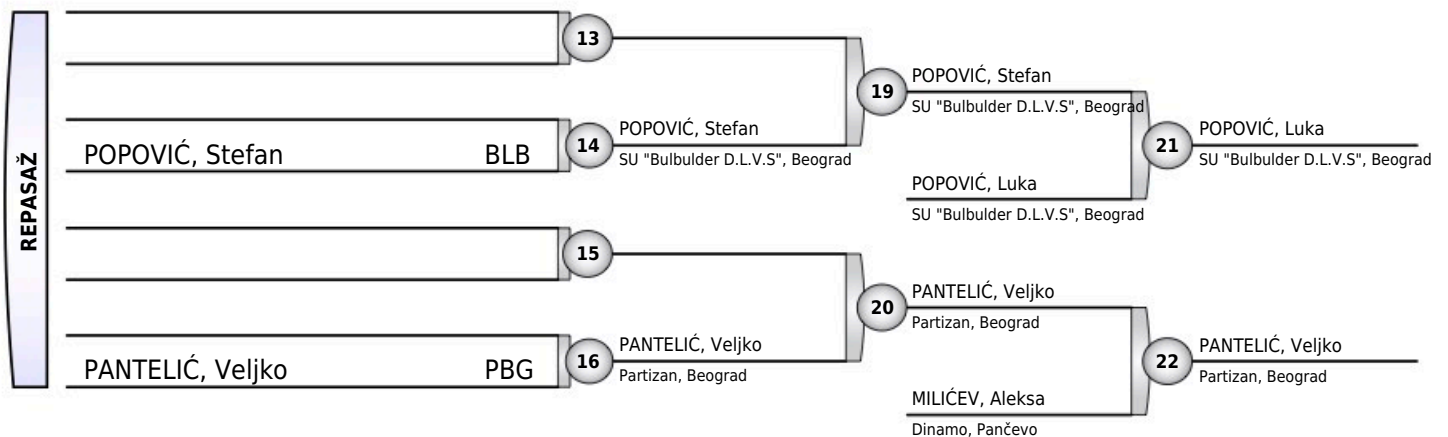 REPASAŽ
13
POPOVIĆ, Stefan BLB
14
POPOVIĆ, Stefan
SU "Bulbulder D.L.V.S", Beograd
19
POPOVIĆ, Stefan
SU "Bulbulder D.L.V.S", Beograd
POPOVIĆ, Luka
SU "Bulbulder D.L.V.S", Beograd
21
POPOVIĆ, Luka
SU "Bulbulder D.L.V.S", Beograd
15
PANTELIĆ, Veljko PBG
16
PANTELIĆ, Veljko
Partizan, Beograd
20
PANTELIĆ, Veljko
Partizan, Beograd
MILIĆEV, Aleksa
Dinamo, Pančevo
22
PANTELIĆ, Veljko
Partizan, Beograd